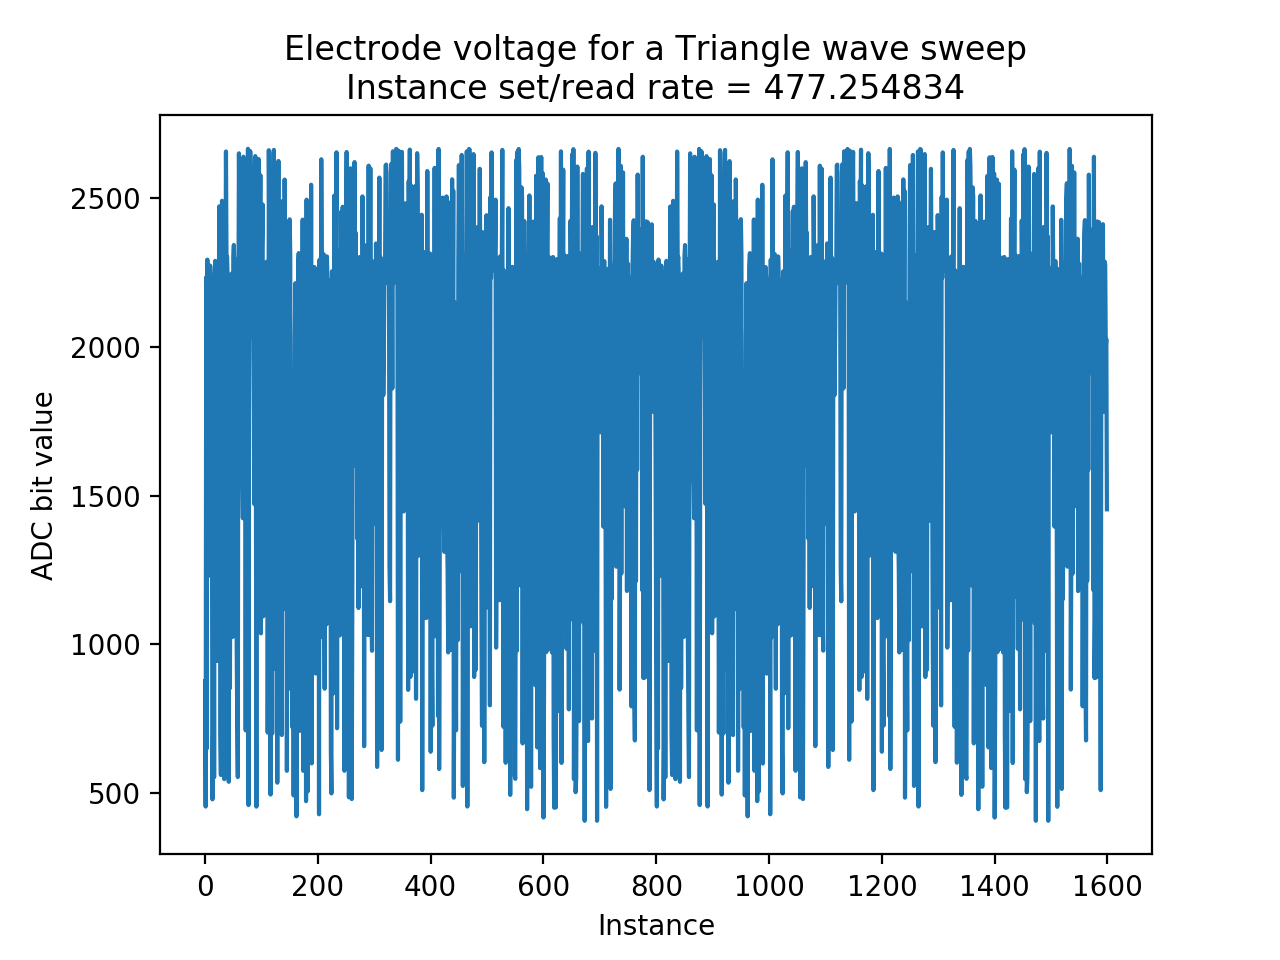 Electrode voltage for a Triangle wave sweep
Instance set/read rate = 477.254834
2500
2000
1500
1000
500
ADC bit value
0 200 400 600 800 1000 1200 1400 1600
Instance